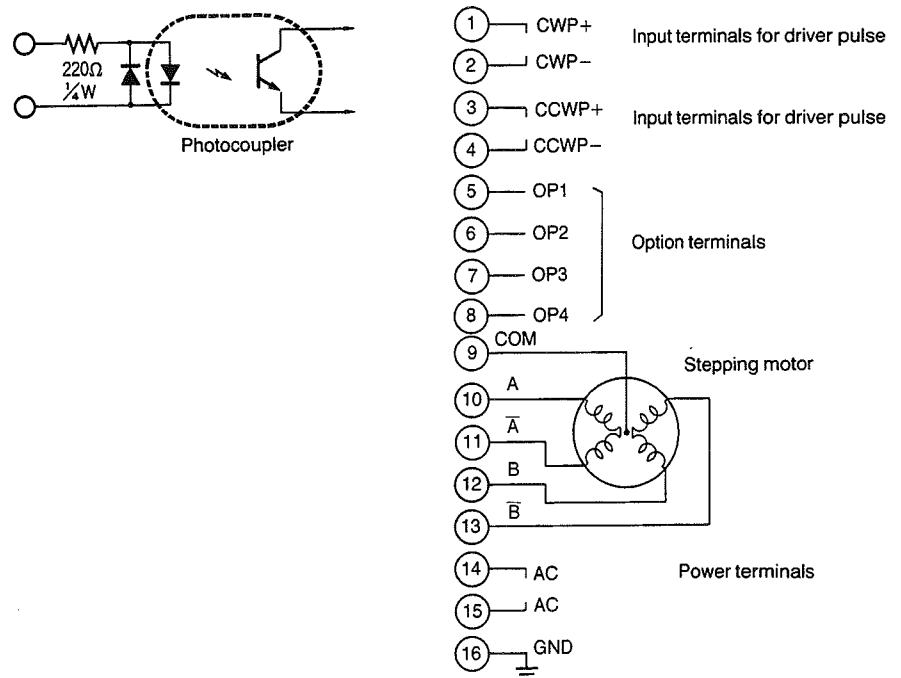 220Ω
¼W
Photocoupler
1 CWP+
Input terminals for driver pulse
2 CWP−
3 CCWP+
Input terminals for driver pulse
4 CCWP−
5 OP1
6 OP2
Option terminals
7 OP3
8 OP4
9 COM
Stepping motor
10 A
11 A̅
12 B
13 B̅
14 AC
Power terminals
15 AC
16 GND